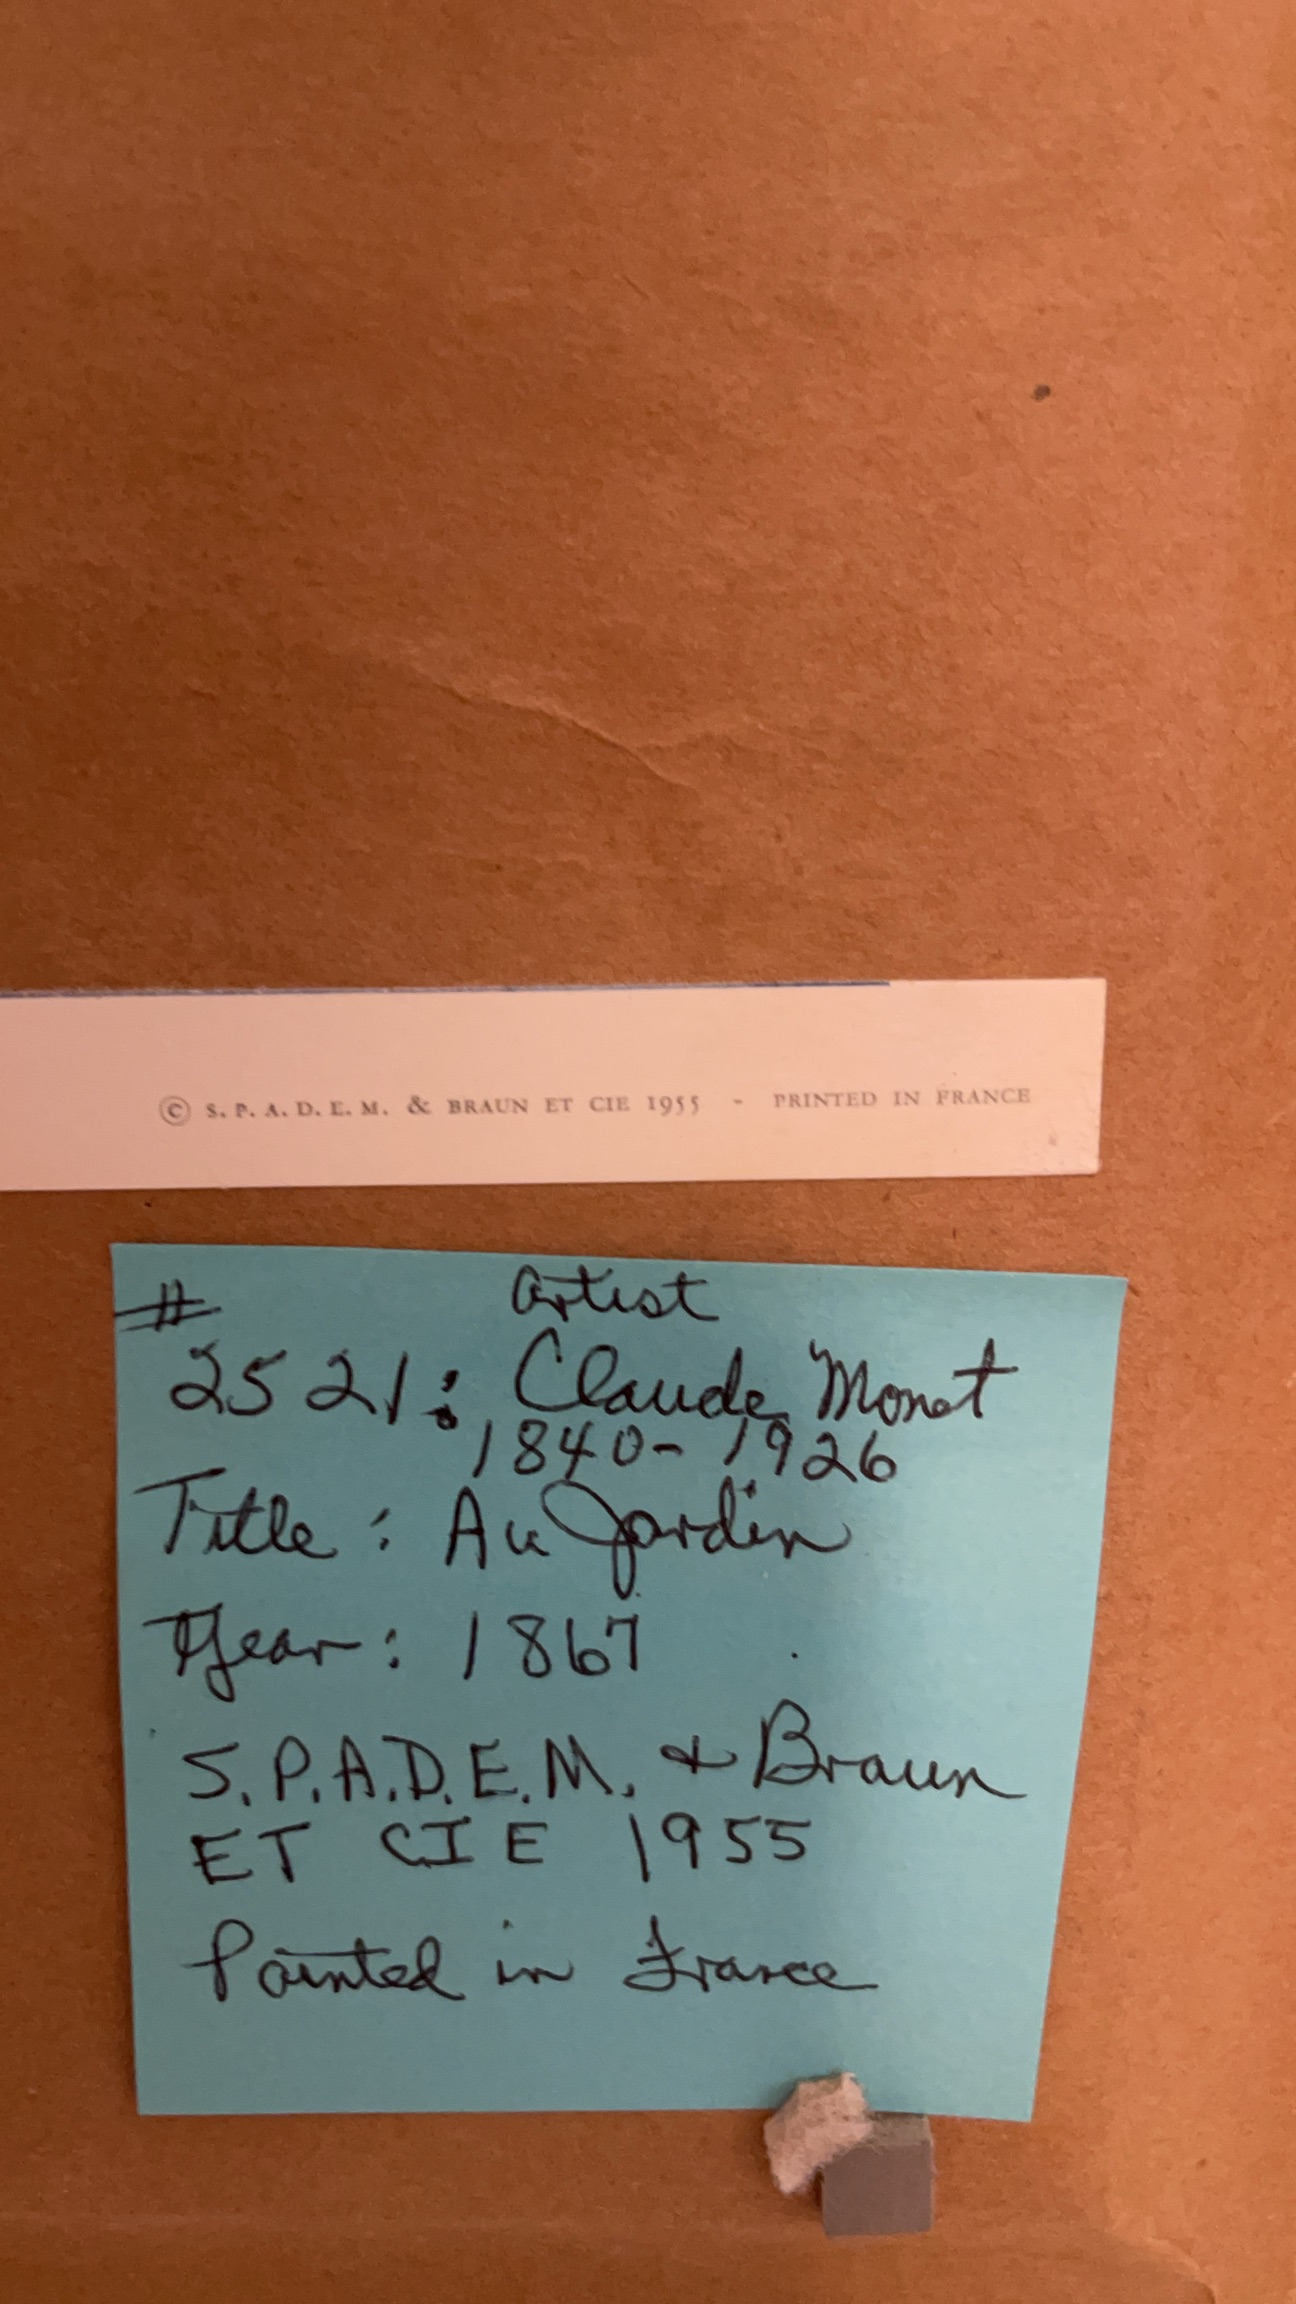 © S. P. A. D. E. M. & BRAUN ET CIE 1955 - PRINTED IN FRANCE
# Artist
2521: Claude Monet
1840-1926
Title: Au Jardin
Year: 1867
S.P.A.D.E.M. & Braun
ET CIE 1955
Painted in France